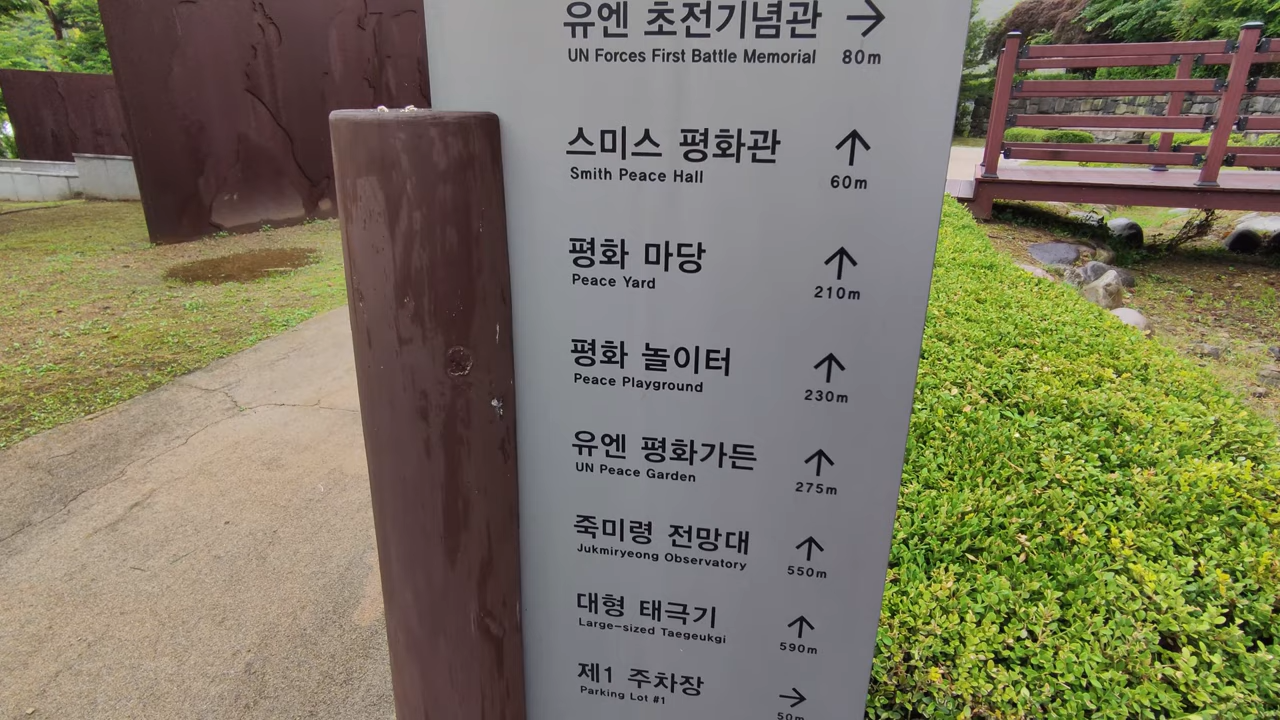 유엔 초전기념관 →
UN Forces First Battle Memorial 80m
스미스 평화관 ↑
Smith Peace Hall 60m
평화 마당 ↑
Peace Yard 210m
평화 놀이터 ↑
Peace Playground 230m
유엔 평화가든 ↑
UN Peace Garden 275m
죽미령 전망대 ↑
Jukmiryeong Observatory 550m
대형 태극기 ↑
Large-sized Taegeukgi 590m
제1 주차장 →
Parking Lot #1 50m